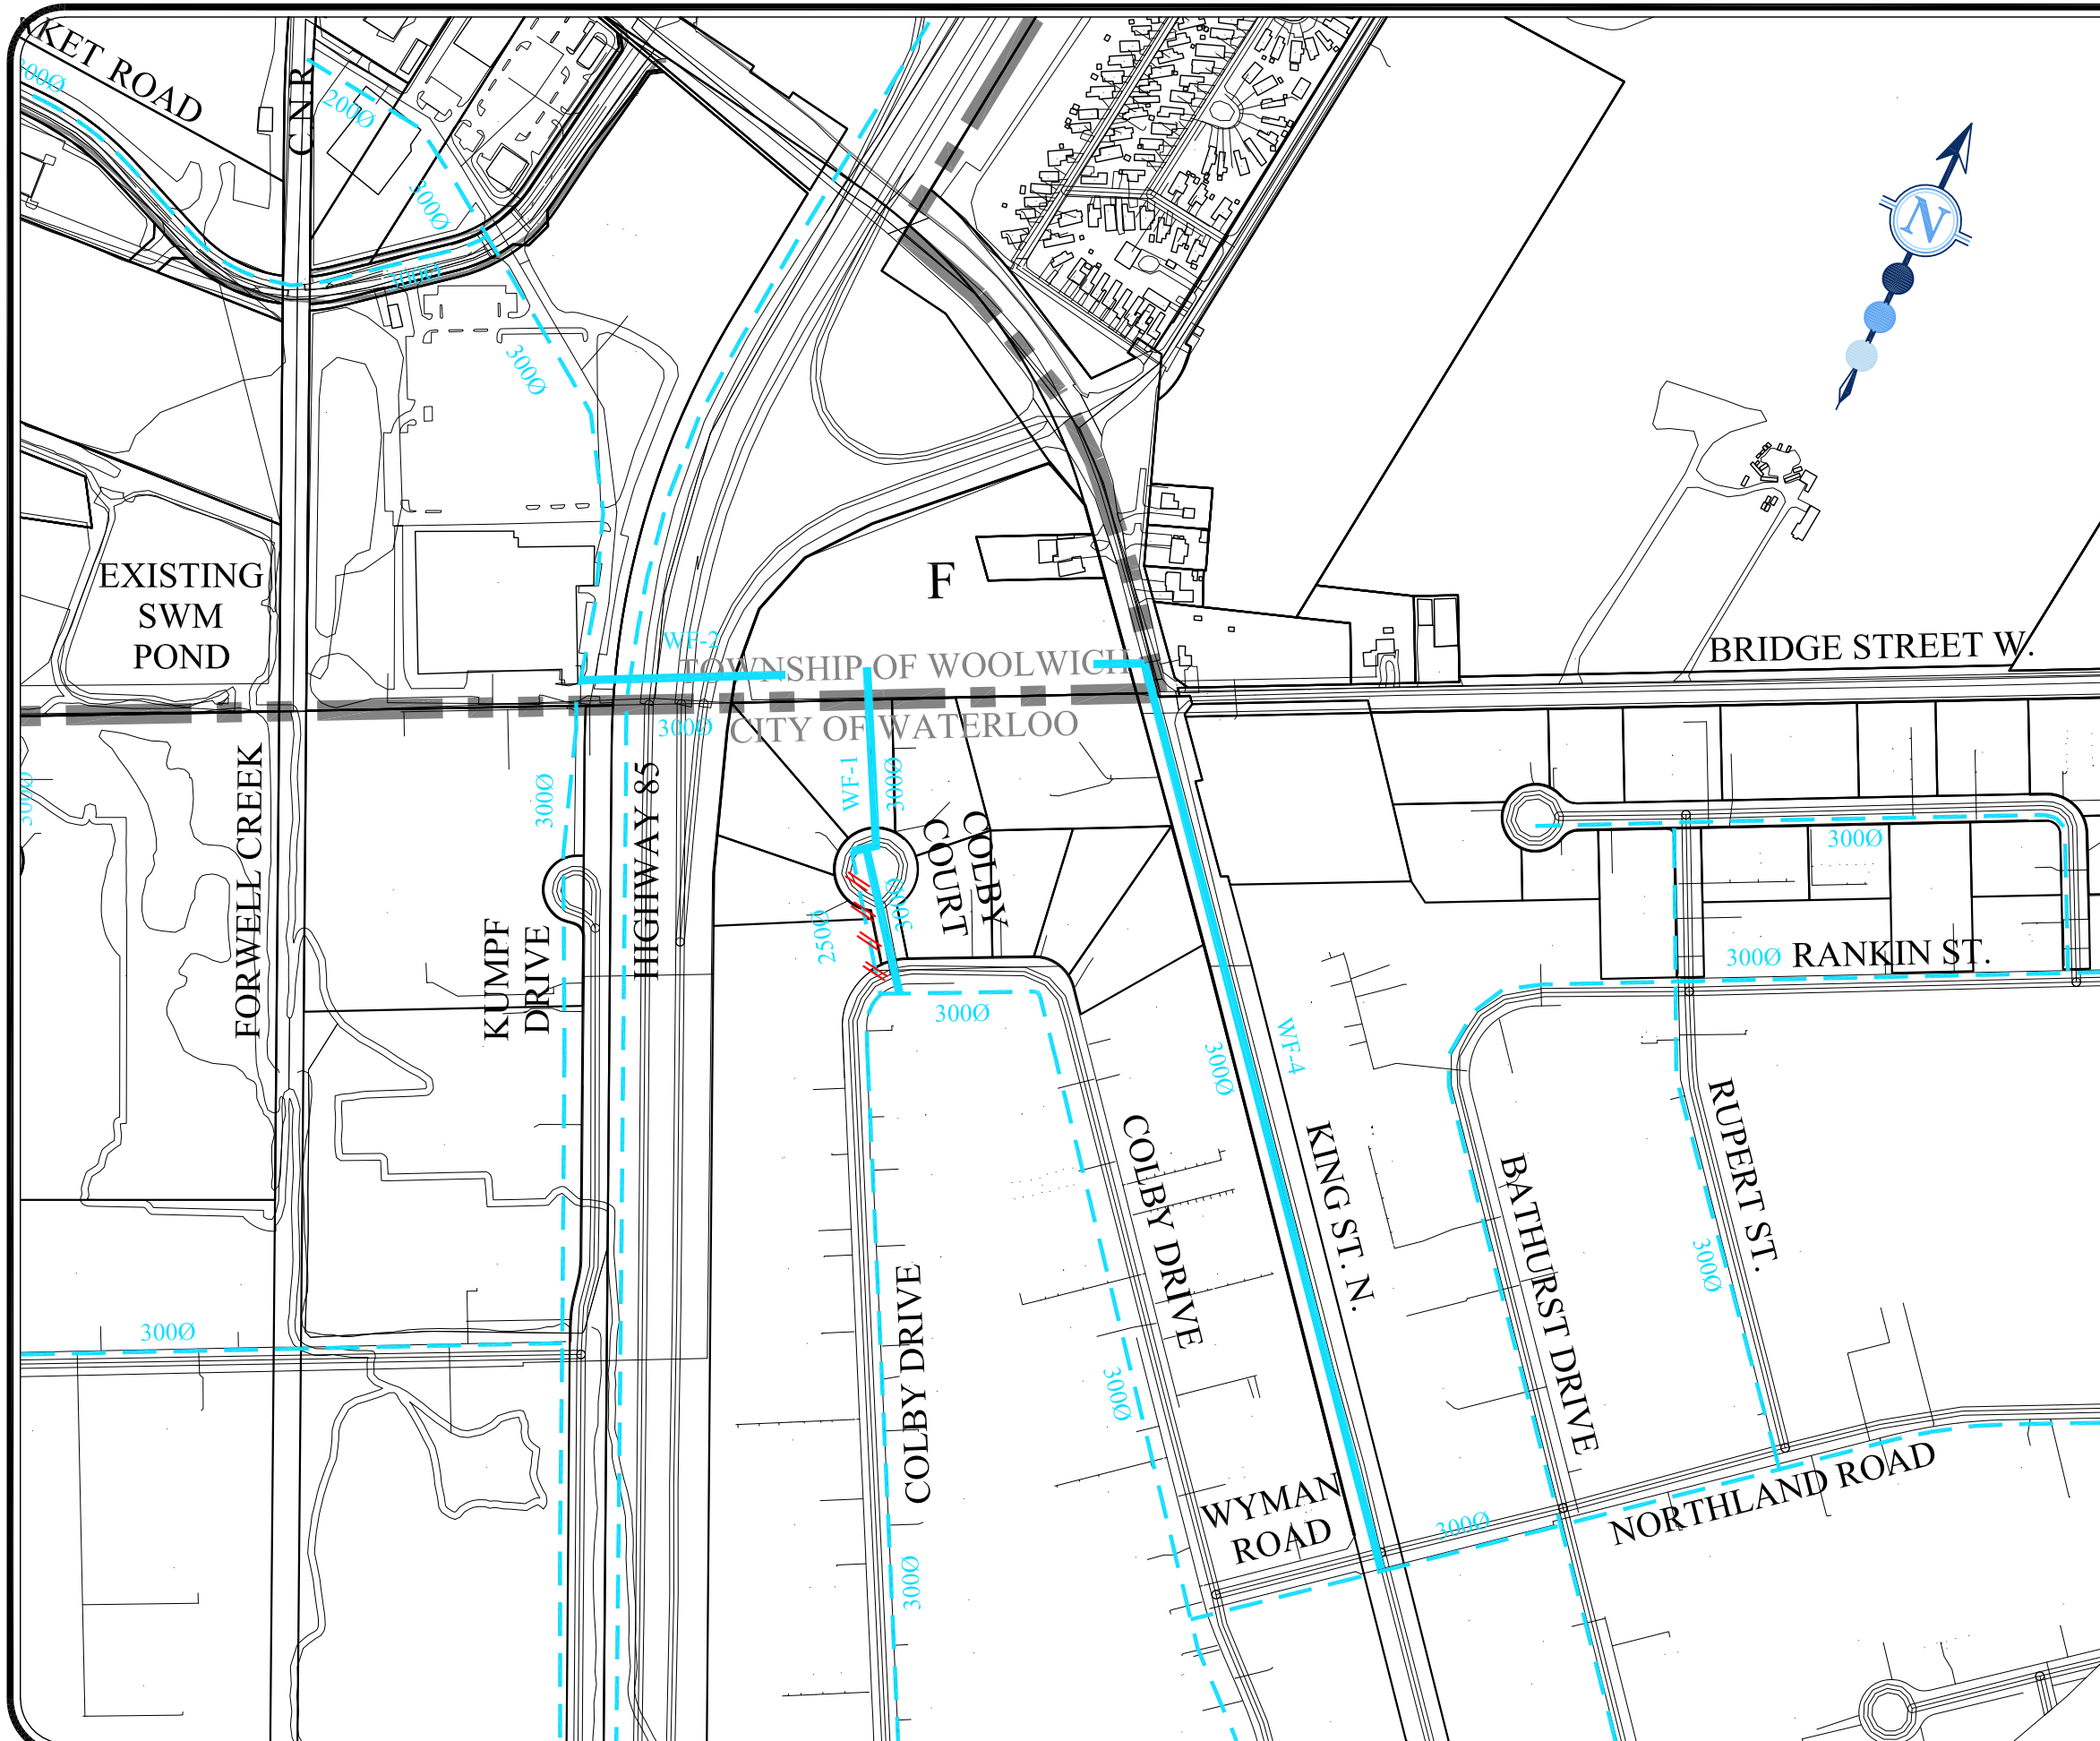 KET ROAD
300Ø
C.N.R.
200Ø
300Ø
300Ø
300Ø
N
EXISTING
SWM
POND
F
WF-2
TOWNSHIP OF WOOLWICH
BRIDGE STREET W.
300Ø
CITY OF WATERLOO
300Ø
300Ø
WF-1
300Ø
FORWELL CREEK
HIGHWAY 85
COLBY
COURT
300Ø
250Ø
300Ø
KUMPF
DRIVE
300Ø
RANKIN ST.
300Ø
300Ø
WF-4
COLBY DRIVE
KING ST. N.
BATHURST DRIVE
RUPERT ST.
300Ø
300Ø
COLBY DRIVE
300Ø
WYMAN
ROAD
300Ø
NORTHLAND ROAD
300Ø